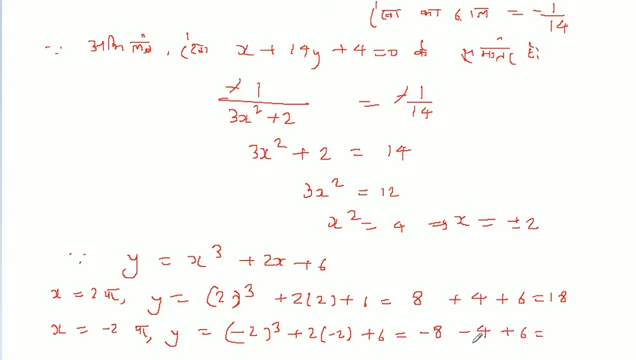 रेखा का ढाल = -1/14
∵ अभिलंब, रेखा x + 14y + 4 = 0 के समांतर है।
-1/(3x² + 2) = -1/14
3x² + 2 = 14
3x² = 12
x² = 4 ⇒ x = ±2
∵ y = x³ + 2x + 6
x = 2 पर, y = (2)³ + 2(2) + 6 = 8 + 4 + 6 = 18
x = -2 पर, y = (-2)³ + 2(-2) + 6 = -8 - 4 + 6 =